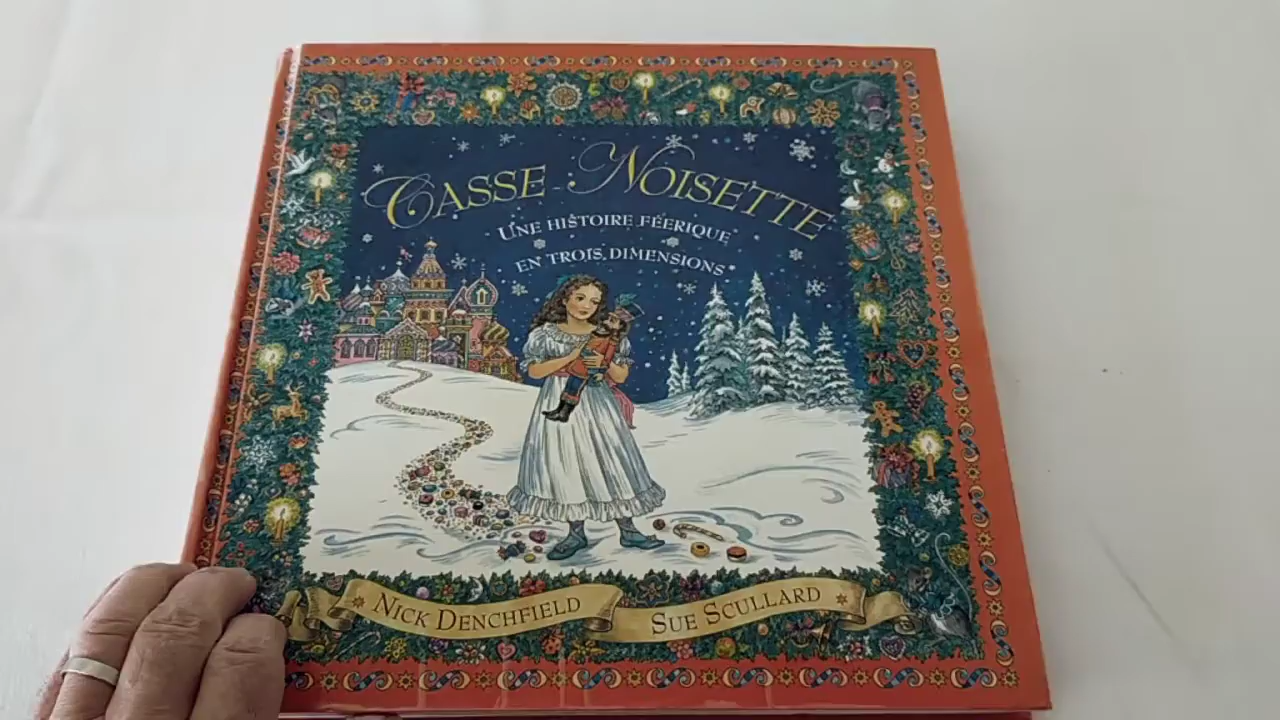 CASSE NOISETTE
UNE HISTOIRE FÉERIQUE
EN TROIS DIMENSIONS
NICK DENCHFIELD
SUE SCULLARD